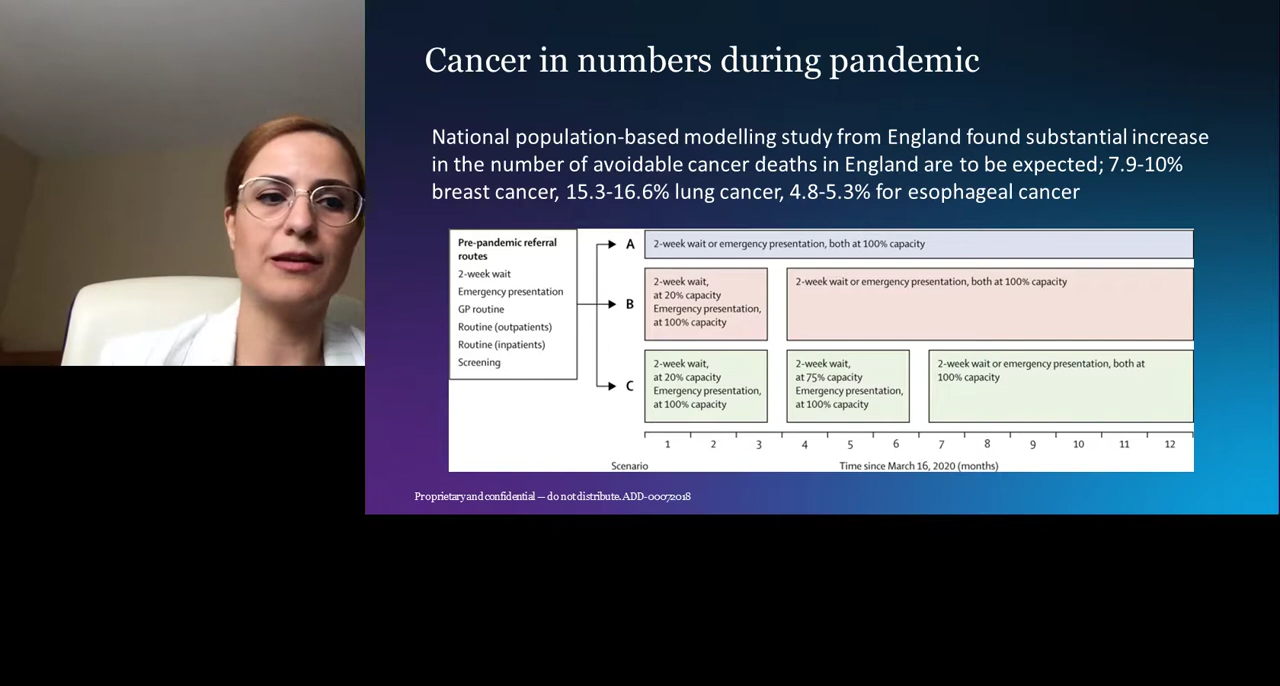 Cancer in numbers during pandemic
National population-based modelling study from England found substantial increase
in the number of avoidable cancer deaths in England are to be expected; 7.9-10%
breast cancer, 15.3-16.6% lung cancer, 4.8-5.3% for esophageal cancer
Pre-pandemic referral
routes
2-week wait
Emergency presentation
GP routine
Routine (outpatients)
Routine (inpatients)
Screening
A
2-week wait or emergency presentation, both at 100% capacity
B
2-week wait,
at 20% capacity
Emergency presentation,
at 100% capacity
2-week wait or emergency presentation, both at 100% capacity
C
2-week wait,
at 20% capacity
Emergency presentation,
at 100% capacity
2-week wait,
at 75% capacity
Emergency presentation,
at 100% capacity
2-week wait or emergency presentation, both at
100% capacity
1 2 3 4 5 6 7 8 9 10 11 12
Scenario
Time since March 16, 2020 (months)
Proprietary and confidential — do not distribute. ADD-00072018